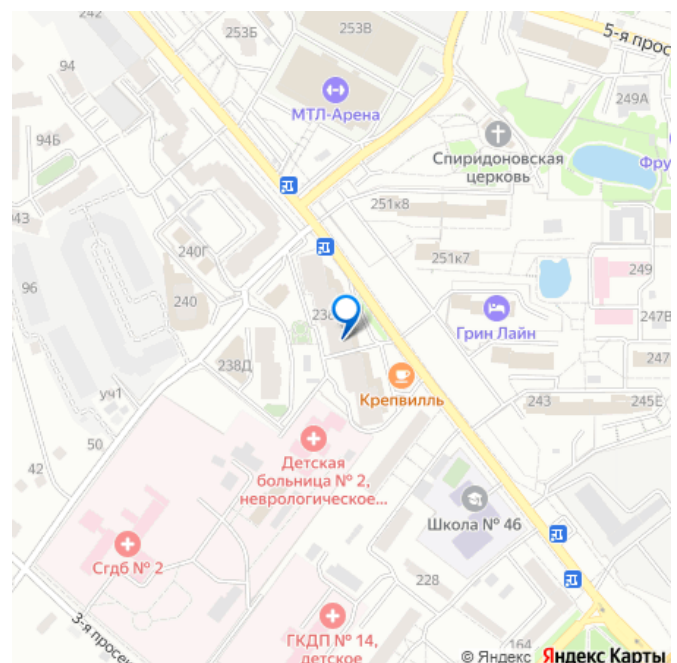 242
253Б
253В
5-я прос
94
МТЛ-Арена
249А
94Б
Спиридоновская
церковь
Фру
251к8
43
240Г
251к7
249
96
240
247В
Грин Лайн
238Д
247
уч1
Крепвилль
243
245Е
50
42
Детская
больница № 2,
неврологическое...
Школа № 46
Сгдб № 2
228
3-я просе
ГКДП № 14,
детское
164
© Яндекс Яндекс Карты